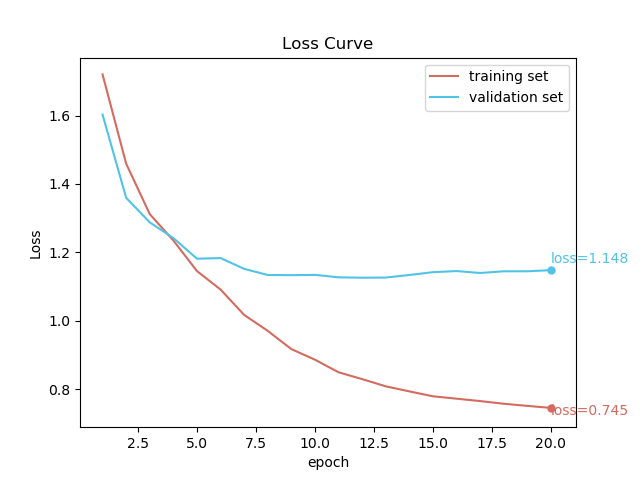 Loss Curve
training set
validation set
Loss
1.6
1.4
1.2
1.0
0.8
loss=1.148
loss=0.745
2.5 5.0 7.5 10.0 12.5 15.0 17.5 20.0
epoch